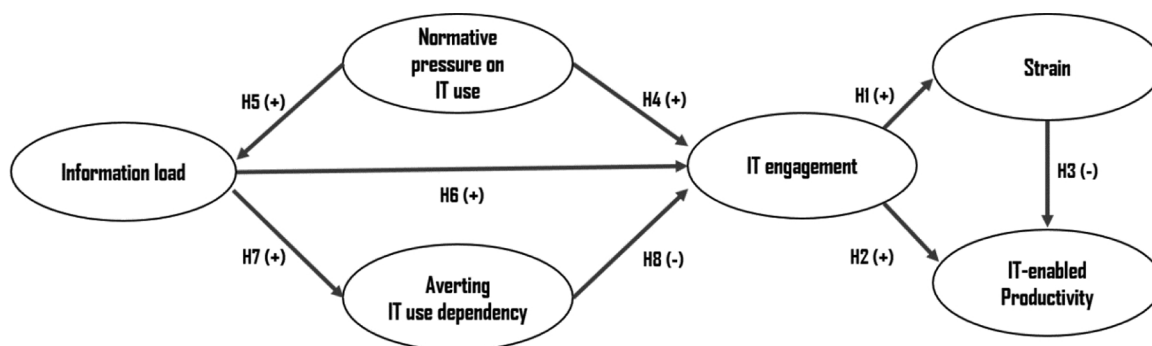 Normative
pressure on
IT use
Strain
H5 (+)
H4 (+)
H1 (+)
Information load
IT engagement
H3 (-)
H6 (+)
H7 (+)
H8 (-)
H2 (+)
Averting
IT use dependency
IT-enabled
Productivity